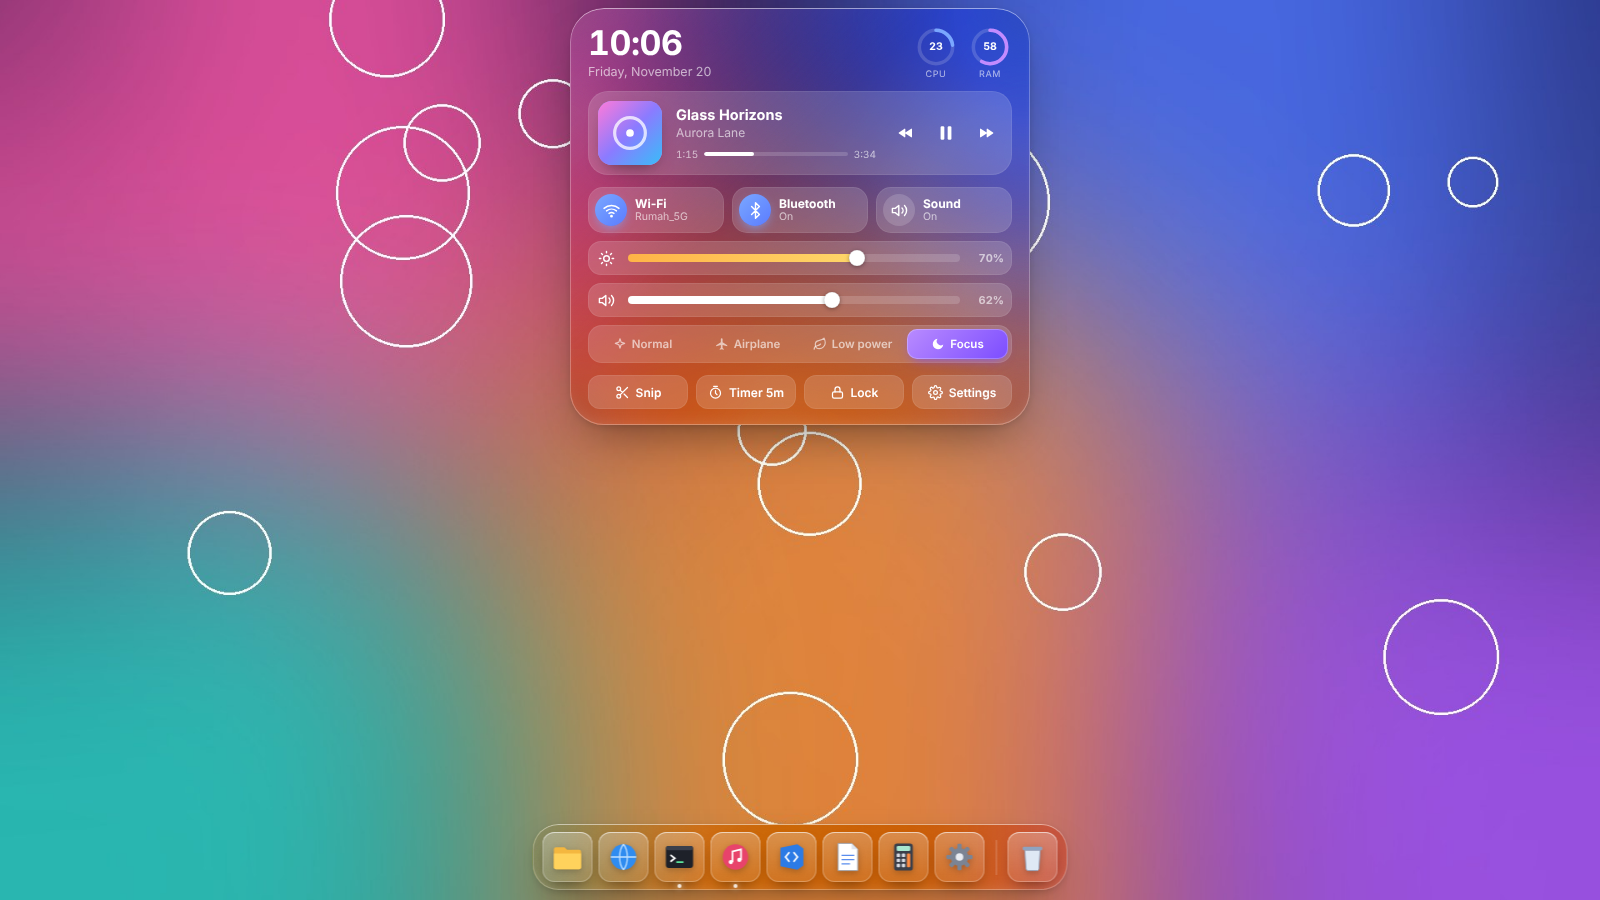 10:06
Friday, November 20
23
CPU
58
RAM
Glass Horizons
Aurora Lane
1:15
3:34
Wi-Fi
Rumah_5G
Bluetooth
On
Sound
On
70%
62%
Normal
Airplane
Low power
Focus
Snip
Timer 5m
Lock
Settings